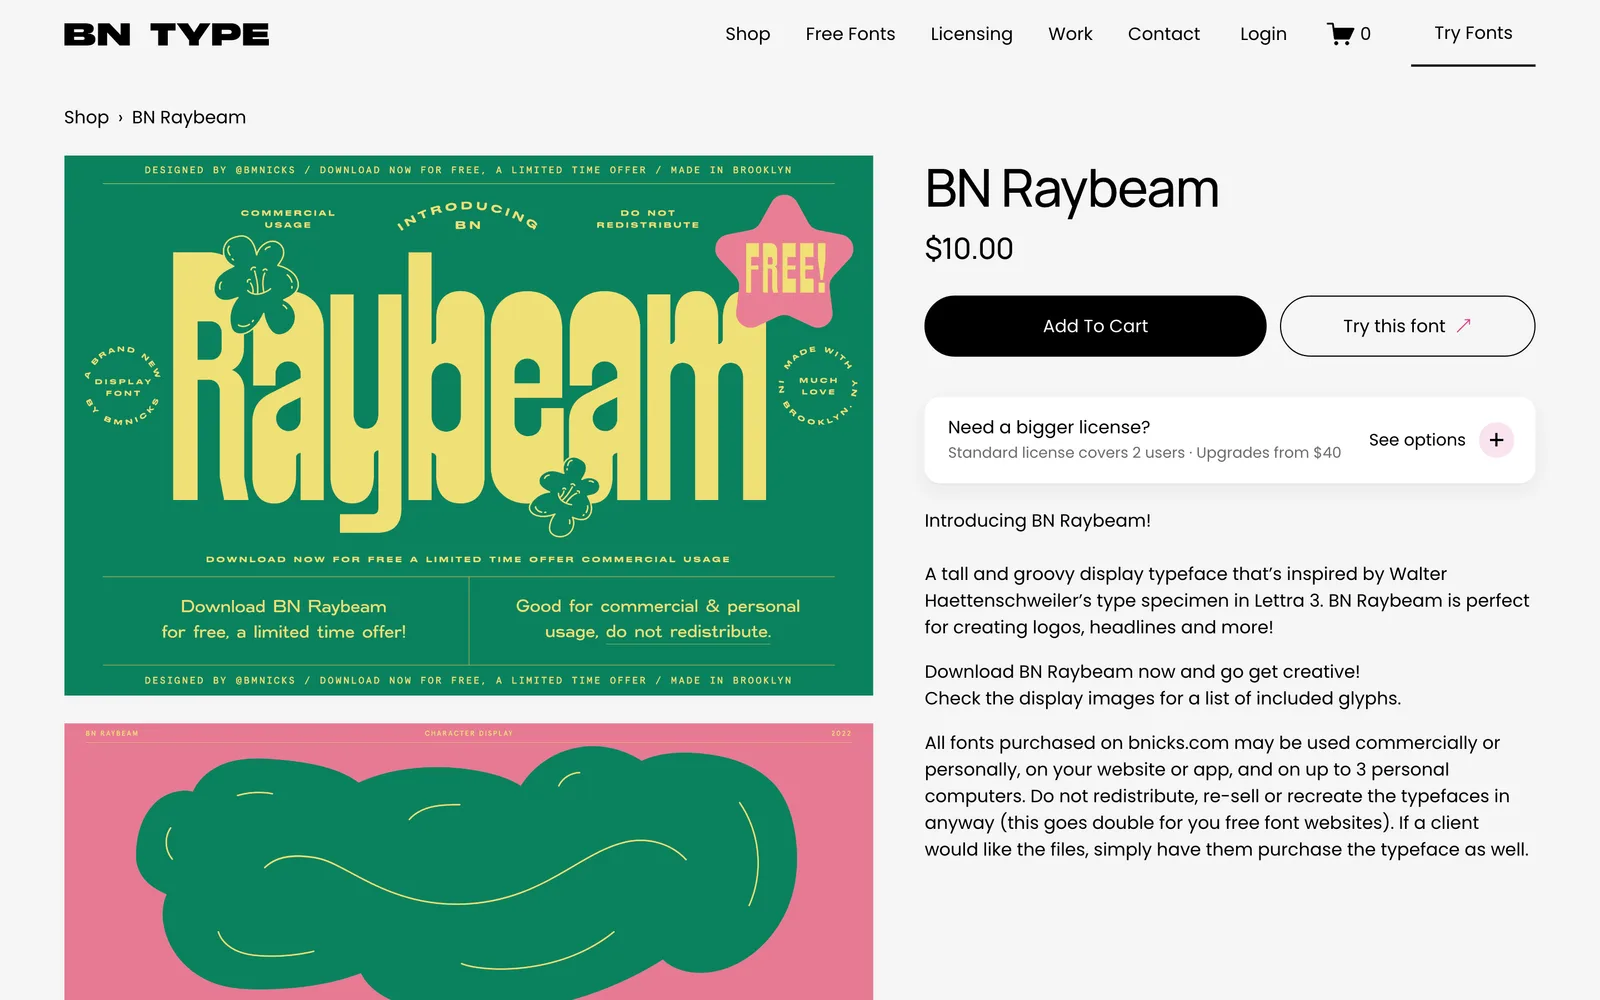 BN TYPE
Shop Free Fonts Licensing Work Contact Login 0 Try Fonts
Shop › BN Raybeam
DESIGNED BY @BMNICKS / DOWNLOAD NOW FOR FREE, A LIMITED TIME OFFER / MADE IN BROOKLYN
COMMERCIAL
USAGE
INTRODUCING
BN
DO NOT
REDISTRIBUTE
FREE!
Raybeam
A BRAND NEW
DISPLAY
FONT
BY BMNICKS
MADE WITH
MUCH
LOVE
IN BROOKLYN, NY
DOWNLOAD NOW FOR FREE A LIMITED TIME OFFER COMMERCIAL USAGE
Download BN Raybeam
for free, a limited time offer!
Good for commercial & personal
usage, do not redistribute.
DESIGNED BY @BMNICKS / DOWNLOAD NOW FOR FREE, A LIMITED TIME OFFER / MADE IN BROOKLYN
BN RAYBEAM CHARACTER DISPLAY 2022
BN Raybeam
$10.00
Add To Cart
Try this font
Need a bigger license?
Standard license covers 2 users · Upgrades from $40
See options +
Introducing BN Raybeam!
A tall and groovy display typeface that’s inspired by Walter
Haettenschweiler’s type specimen in Lettra 3. BN Raybeam is perfect
for creating logos, headlines and more!
Download BN Raybeam now and go get creative!
Check the display images for a list of included glyphs.
All fonts purchased on bnicks.com may be used commercially or
personally, on your website or app, and on up to 3 personal
computers. Do not redistribute, re-sell or recreate the typefaces in
anyway (this goes double for you free font websites). If a client
would like the files, simply have them purchase the typeface as well.